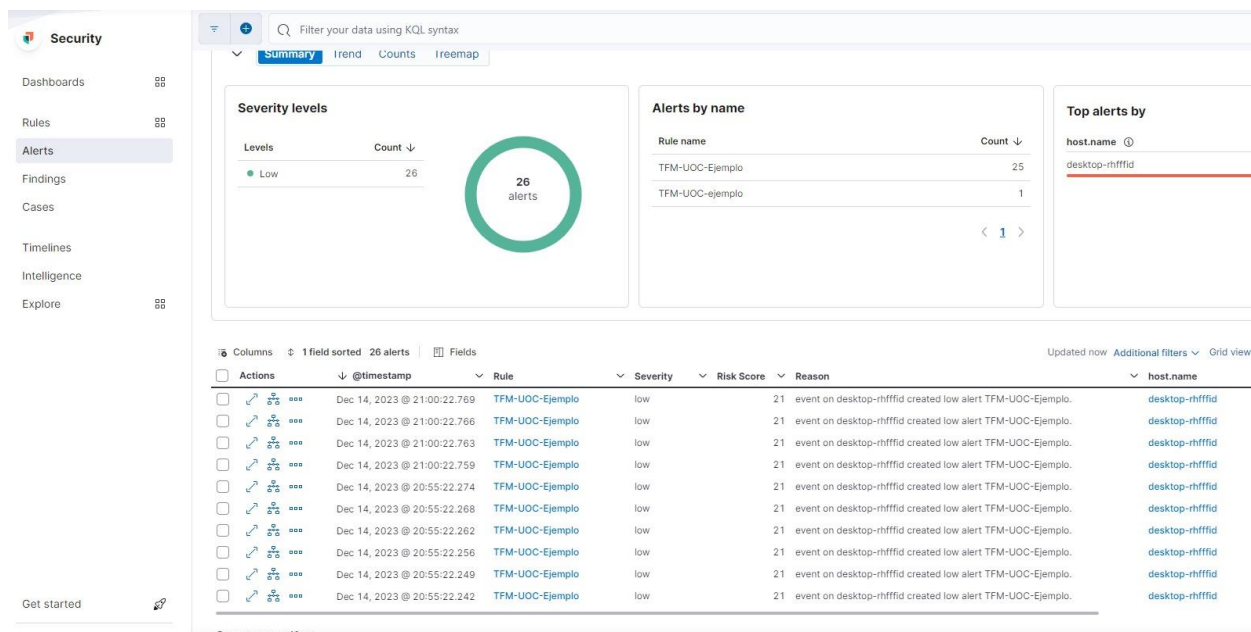 Security
Filter your data using KQL syntax
Summary Trend Counts Treemap
Dashboards
Rules
Alerts
Findings
Cases
Timelines
Intelligence
Explore
Get started
Severity levels
Levels Count
Low 26
26
alerts
Alerts by name
Rule name Count
TFM-UOC-Ejemplo 25
TFM-UOC-ejemplo 1
1
Top alerts by
host.name
desktop-rhfffid
Columns 1 field sorted 26 alerts Fields Updated now Additional filters Grid view
Actions @timestamp Rule Severity Risk Score Reason host.name
Dec 14, 2023 @ 21:00:22.769 TFM-UOC-Ejemplo low 21 event on desktop-rhfffid created low alert TFM-UOC-Ejemplo. desktop-rhfffid
Dec 14, 2023 @ 21:00:22.766 TFM-UOC-Ejemplo low 21 event on desktop-rhfffid created low alert TFM-UOC-Ejemplo. desktop-rhfffid
Dec 14, 2023 @ 21:00:22.763 TFM-UOC-Ejemplo low 21 event on desktop-rhfffid created low alert TFM-UOC-Ejemplo. desktop-rhfffid
Dec 14, 2023 @ 21:00:22.759 TFM-UOC-Ejemplo low 21 event on desktop-rhfffid created low alert TFM-UOC-Ejemplo. desktop-rhfffid
Dec 14, 2023 @ 20:55:22.274 TFM-UOC-Ejemplo low 21 event on desktop-rhfffid created low alert TFM-UOC-Ejemplo. desktop-rhfffid
Dec 14, 2023 @ 20:55:22.268 TFM-UOC-Ejemplo low 21 event on desktop-rhfffid created low alert TFM-UOC-Ejemplo. desktop-rhfffid
Dec 14, 2023 @ 20:55:22.262 TFM-UOC-Ejemplo low 21 event on desktop-rhfffid created low alert TFM-UOC-Ejemplo. desktop-rhfffid
Dec 14, 2023 @ 20:55:22.256 TFM-UOC-Ejemplo low 21 event on desktop-rhfffid created low alert TFM-UOC-Ejemplo. desktop-rhfffid
Dec 14, 2023 @ 20:55:22.249 TFM-UOC-Ejemplo low 21 event on desktop-rhfffid created low alert TFM-UOC-Ejemplo. desktop-rhfffid
Dec 14, 2023 @ 20:55:22.242 TFM-UOC-Ejemplo low 21 event on desktop-rhfffid created low alert TFM-UOC-Ejemplo. desktop-rhfffid